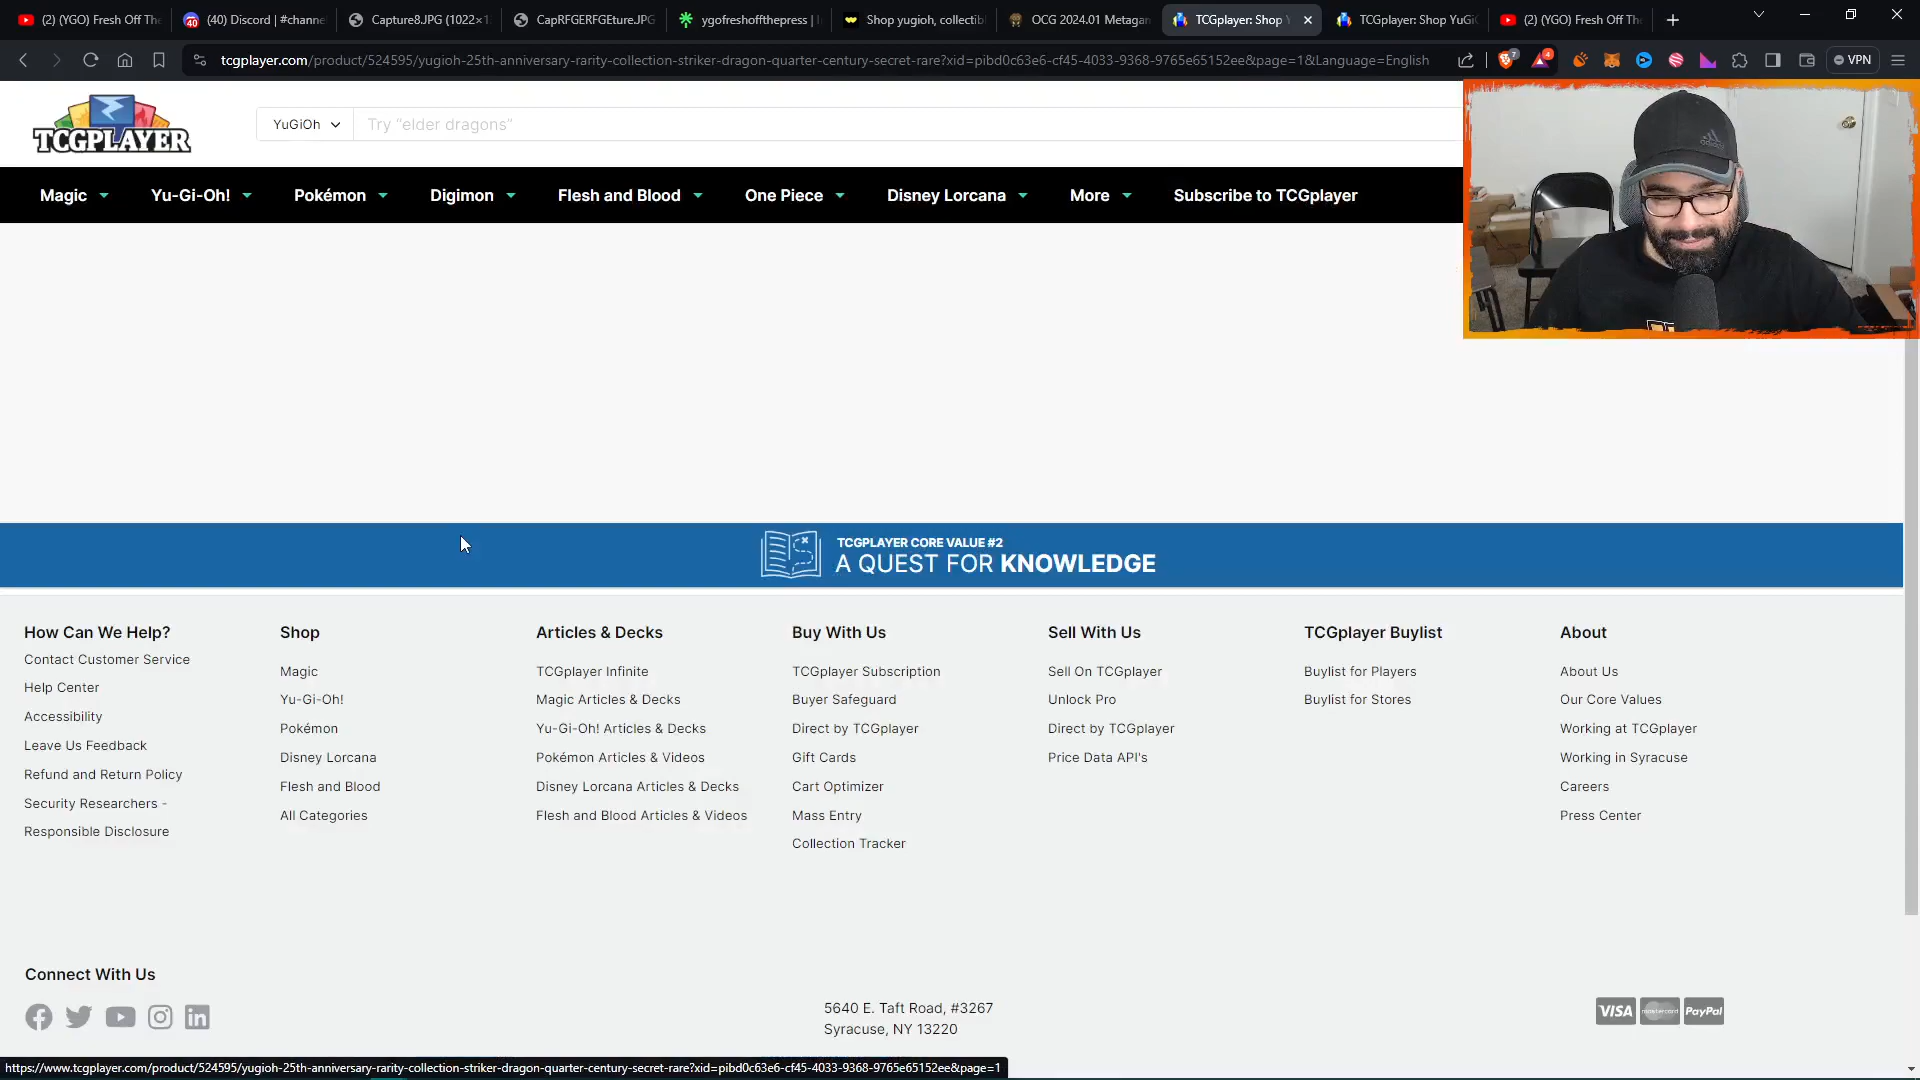 (2) (YGO) Fresh Off The
(40) Discord | #channe
Capture8.JPG (1022×1
CapRFGERFGEture.JPG
ygofreshoffthepress | I
Shop yugioh, collectibl
OCG 2024.01 Metagam
TCGplayer: Shop Y
TCGplayer: Shop YuGiO
(2) (YGO) Fresh Off The
tcgplayer.com/product/524595/yugioh-25th-anniversary-rarity-collection-striker-dragon-quarter-century-secret-rare?xid=pibd0c63e6-cf45-4033-9368-9765e65152ee&page=1&Language=English
7
4
VPN
TCGPLAYER
YuGiOh
Try “elder dragons”
Magic
Yu-Gi-Oh!
Pokémon
Digimon
Flesh and Blood
One Piece
Disney Lorcana
More
Subscribe to TCGplayer
TCGPLAYER CORE VALUE #2
A QUEST FOR KNOWLEDGE
How Can We Help?
Contact Customer Service
Help Center
Accessibility
Leave Us Feedback
Refund and Return Policy
Security Researchers -
Responsible Disclosure
Shop
Magic
Yu-Gi-Oh!
Pokémon
Disney Lorcana
Flesh and Blood
All Categories
Articles & Decks
TCGplayer Infinite
Magic Articles & Decks
Yu-Gi-Oh! Articles & Decks
Pokémon Articles & Videos
Disney Lorcana Articles & Decks
Flesh and Blood Articles & Videos
Buy With Us
TCGplayer Subscription
Buyer Safeguard
Direct by TCGplayer
Gift Cards
Cart Optimizer
Mass Entry
Collection Tracker
Sell With Us
Sell On TCGplayer
Unlock Pro
Direct by TCGplayer
Price Data API's
TCGplayer Buylist
Buylist for Players
Buylist for Stores
About
About Us
Our Core Values
Working at TCGplayer
Working in Syracuse
Careers
Press Center
Connect With Us
5640 E. Taft Road, #3267
Syracuse, NY 13220
VISA
mastercard
PayPal
https://www.tcgplayer.com/product/524595/yugioh-25th-anniversary-rarity-collection-striker-dragon-quarter-century-secret-rare?xid=pibd0c63e6-cf45-4033-9368-9765e65152ee&page=1